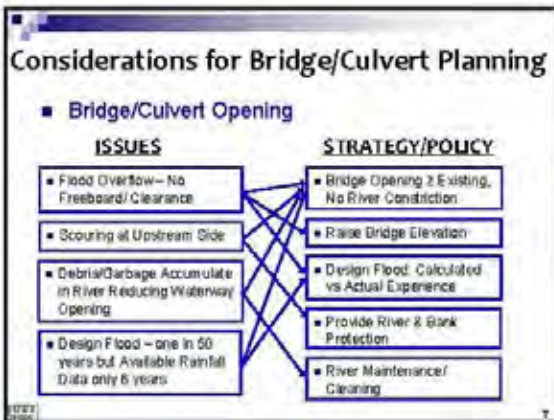 Considerations for Bridge/Culvert Planning
Bridge/Culvert Opening
ISSUES
Flood Overflow – No
Freeboard/ Clearance
Scouring at Upstream Side
Debris/Garbage Accumulate
in River Reducing Waterway
Opening
Design Flood – one in 50
years but Available Rainfall
Data only 6 years
STRATEGY/POLICY
Bridge Opening ≥ Existing,
No River Constriction
Raise Bridge Elevation
Design Flood: Calculated
vs Actual Experience
Provide River & Bank
Protection
River Maintenance/
Cleaning